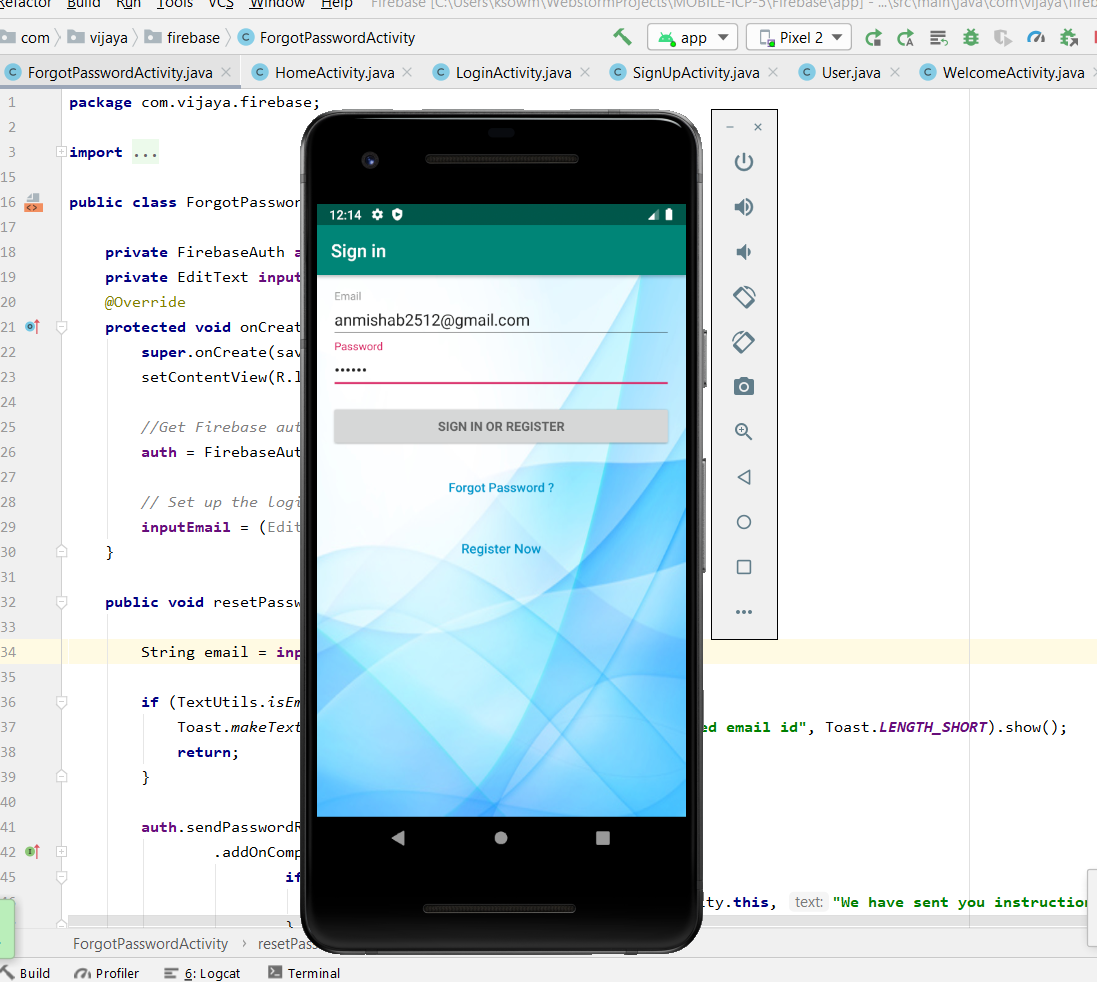 Refactor Build Run Tools VCS Window Help Firebase [C:\Users\ksowm\WebstormProjects\MOBILE-ICP-5\Firebase\app] - ...\src\main\java\com\vijaya\fireb
com vijaya firebase ForgotPasswordActivity app Pixel 2
ForgotPasswordActivity.java HomeActivity.java LoginActivity.java SignUpActivity.java User.java WelcomeActivity.java
1 package com.vijaya.firebase;
2
3 import ...
15
16 public class ForgotPasswor
17
18 private FirebaseAuth a
19 private EditText input
20 @Override
21 protected void onCreat
22 super.onCreate(sav
23 setContentView(R.l
24
25 //Get Firebase aut
26 auth = FirebaseAut
27
28 // Set up the logi
29 inputEmail = (Edit
30 }
31
32 public void resetPassw
33
34 String email = inp
35
36 if (TextUtils.isEm
37 Toast.makeText ed email id", Toast.LENGTH_SHORT).show();
38 return;
39 }
40
41 auth.sendPasswordR
42 .addOnComp
45 if
ity.this, text: "We have sent you instruction
}
12:14
Sign in
Email
anmishab2512@gmail.com
Password
••••••
SIGN IN OR REGISTER
Forgot Password ?
Register Now
ForgotPasswordActivity › resetPass
Build Profiler 6: Logcat Terminal